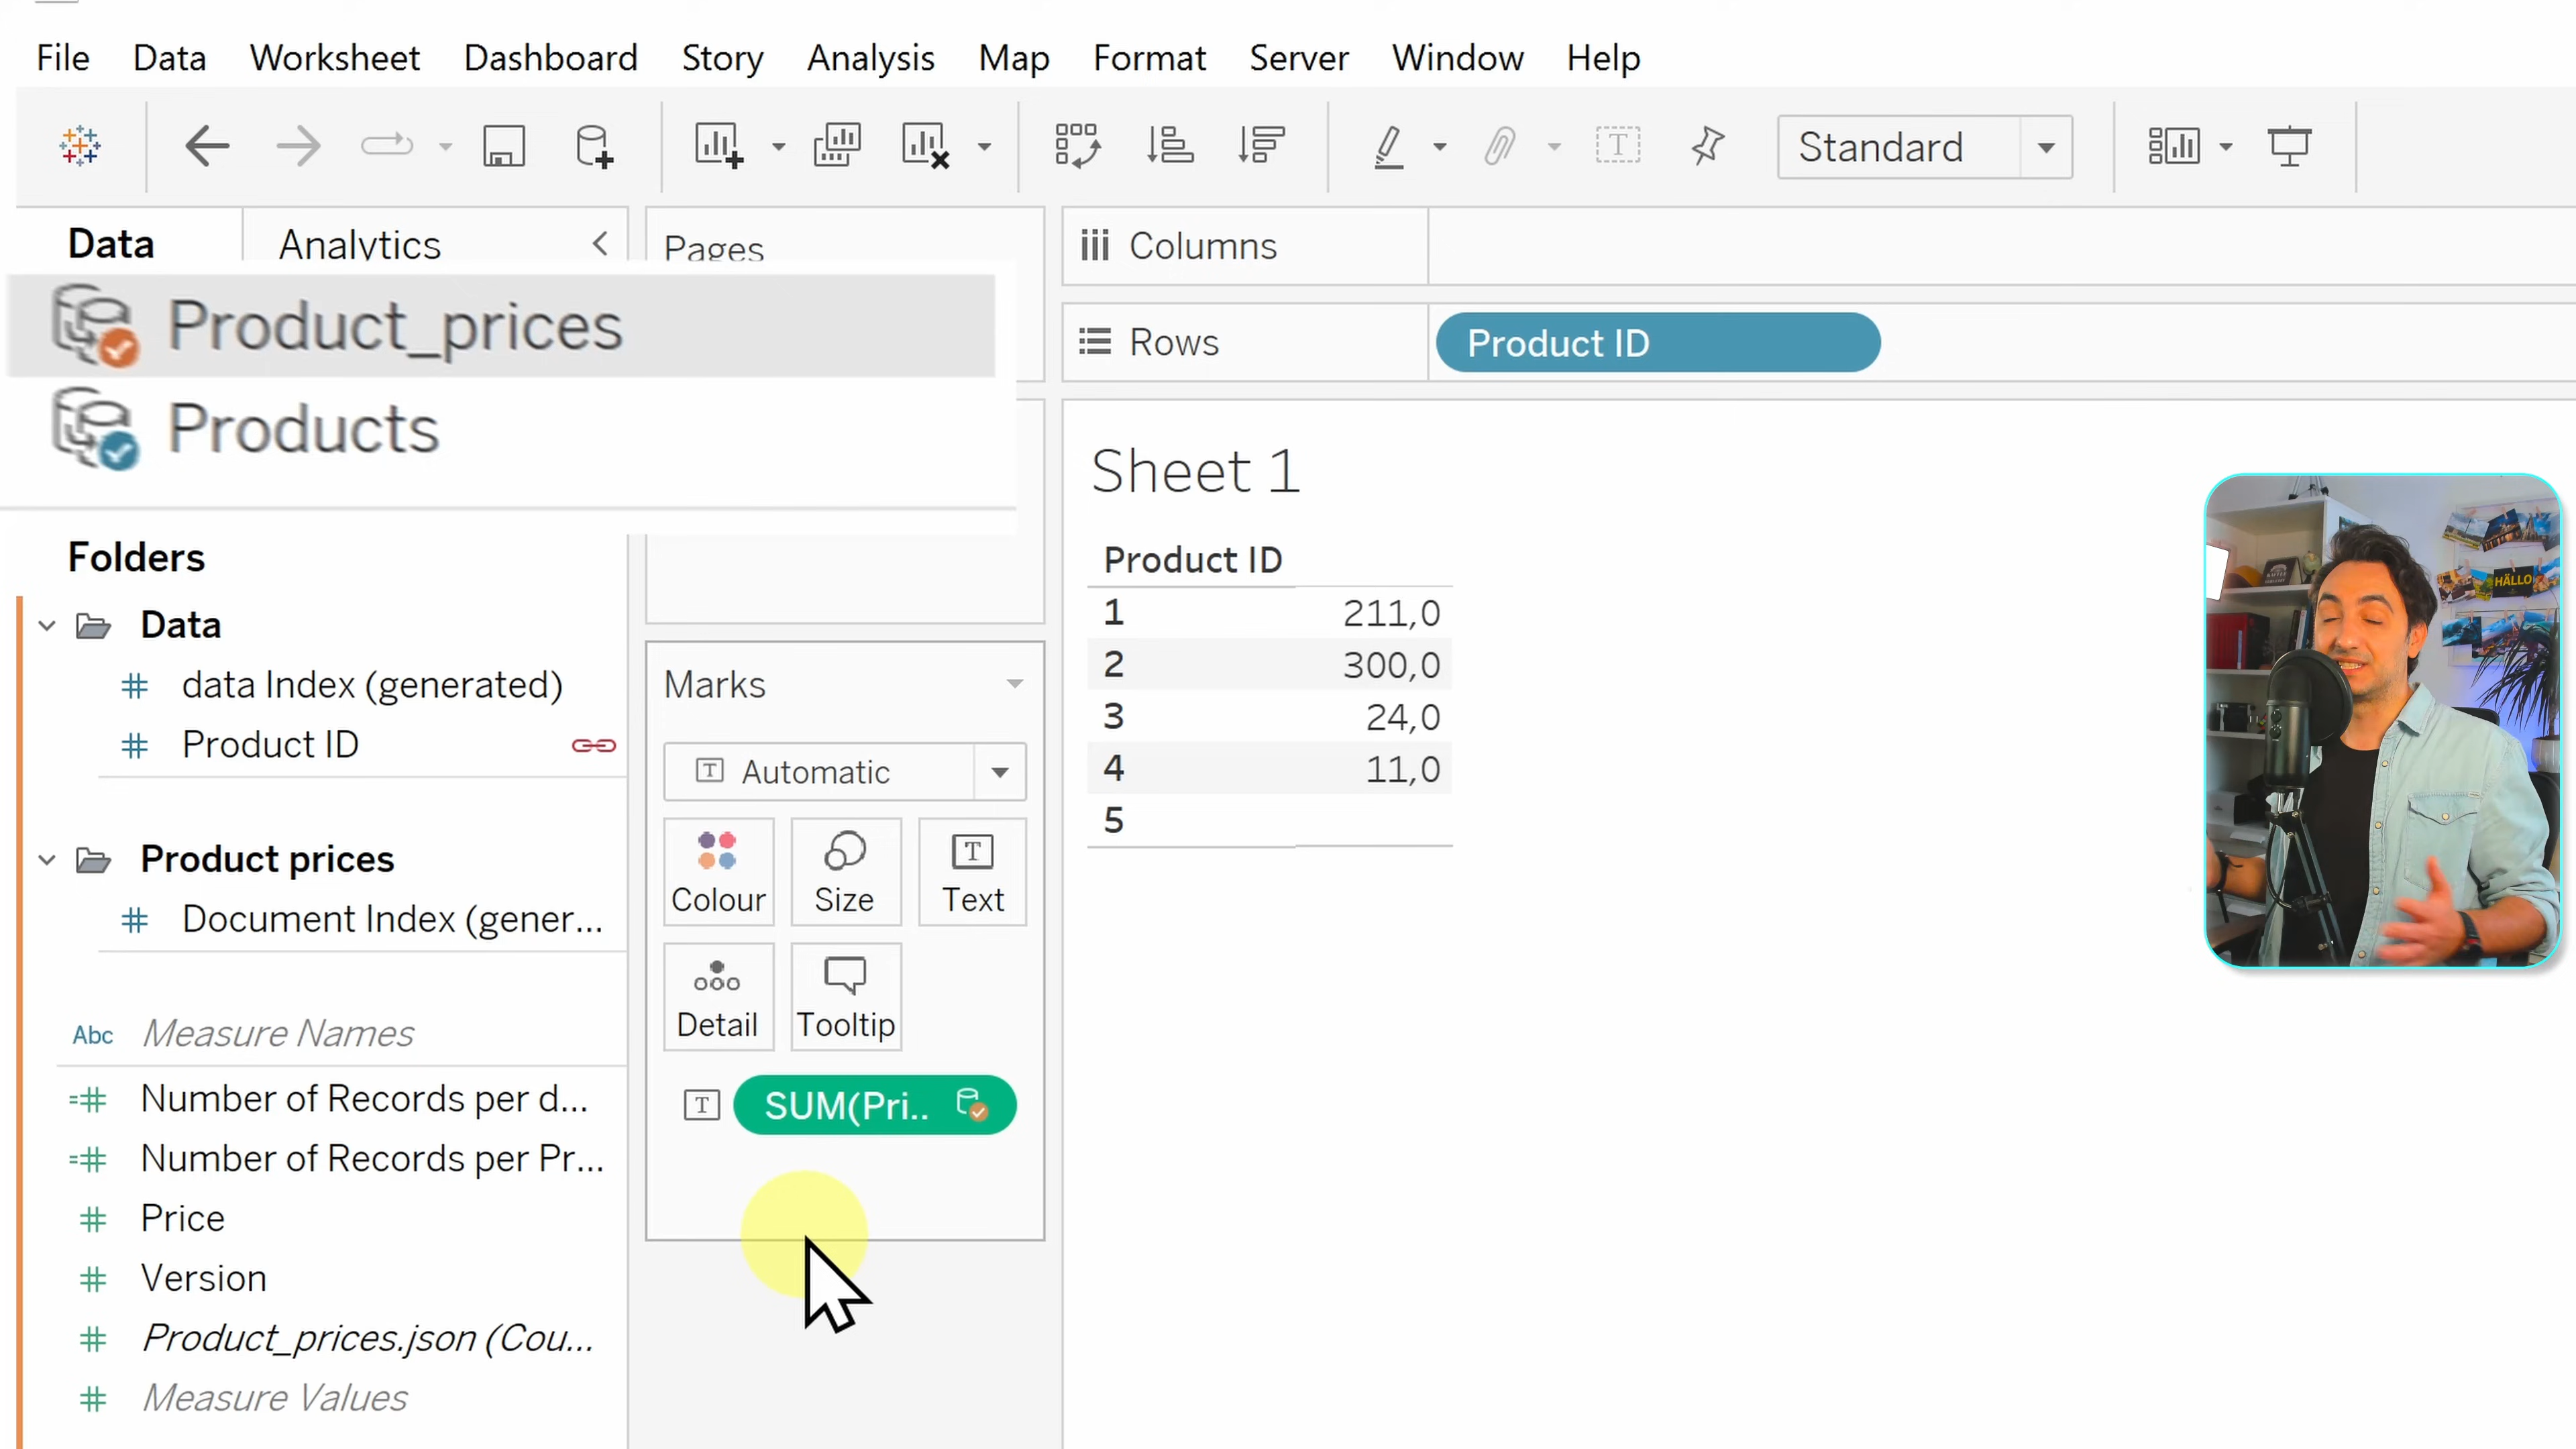 File Data Worksheet Dashboard Story Analysis Map Format Server Window Help
Standard
Data Analytics
Pages
Columns
Product_prices
Products
Rows
Product ID
Sheet 1
Product ID
1 211,0
2 300,0
3 24,0
4 11,0
5
Folders
Data
data Index (generated)
Product ID
Product prices
Document Index (gener...
Abc Measure Names
Number of Records per d...
Number of Records per Pr...
Price
Version
Product_prices.json (Cou...
Measure Values
Marks
T Automatic
Colour Size T Text
Detail Tooltip
T SUM(Pri..
HÄLLO